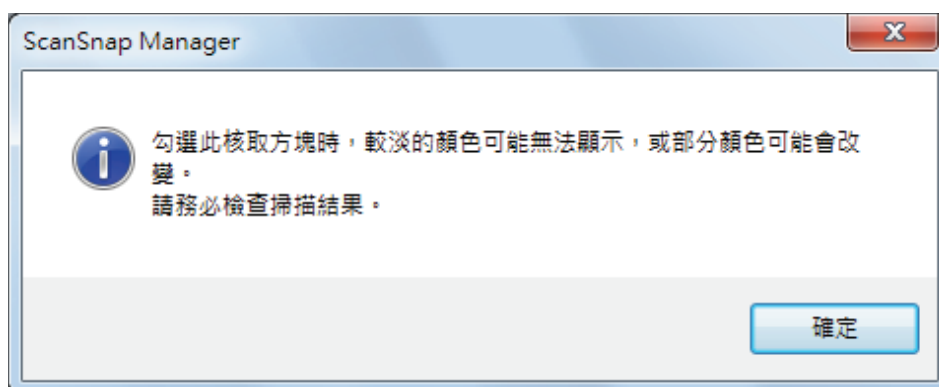 ScanSnap Manager
勾選此核取方塊時，較淡的顏色可能無法顯示，或部分顏色可能會改
變。
請務必檢查掃描結果。
確定